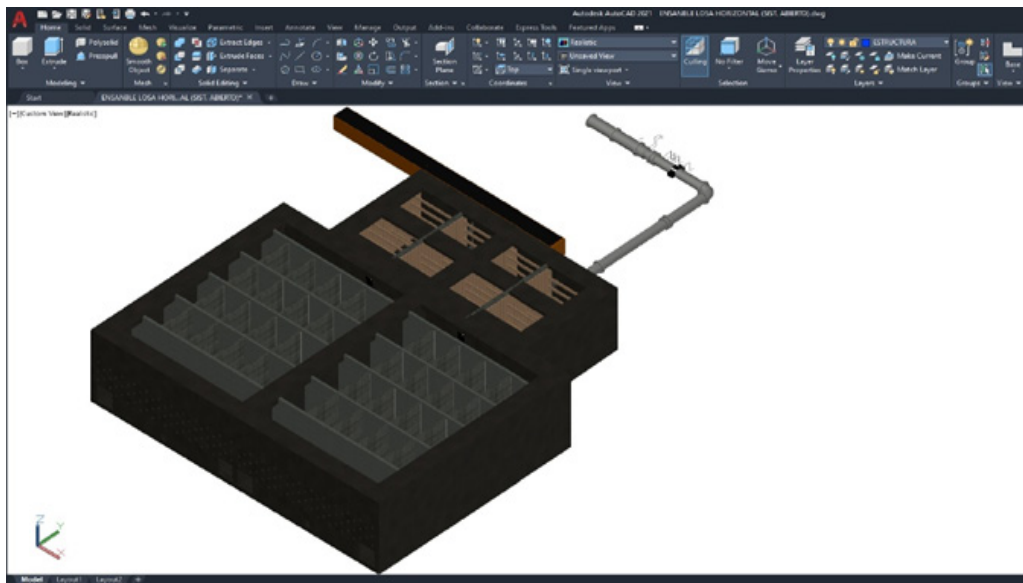 Autodesk AutoCAD 2021 ENSANBLE LOSA HORIZONTAL (SIST. ABIERTO).dwg
Home Solid Surface Mesh Visualize Parametric Insert Annotate View Manage Output Add-ins Collaborate Express Tools Featured Apps
Polysolid Extract Edges Realistic ESTRUCTURA
Presspull Extrude Faces Unsaved View Make Current
Box Extrude Smooth Object Separate Section Plane Top Single viewport Culling No Filter Move Gizmo Layer Properties Match Layer Group Base
Modeling Mesh Solid Editing Draw Modify Section Coordinates View Selection Layers Groups View
Start ENSANBLE LOSA HORI...AL (SIST. ABIERTO)*
[-][Custom View][Realistic]
Z
Y
X
Model Layout1 Layout2